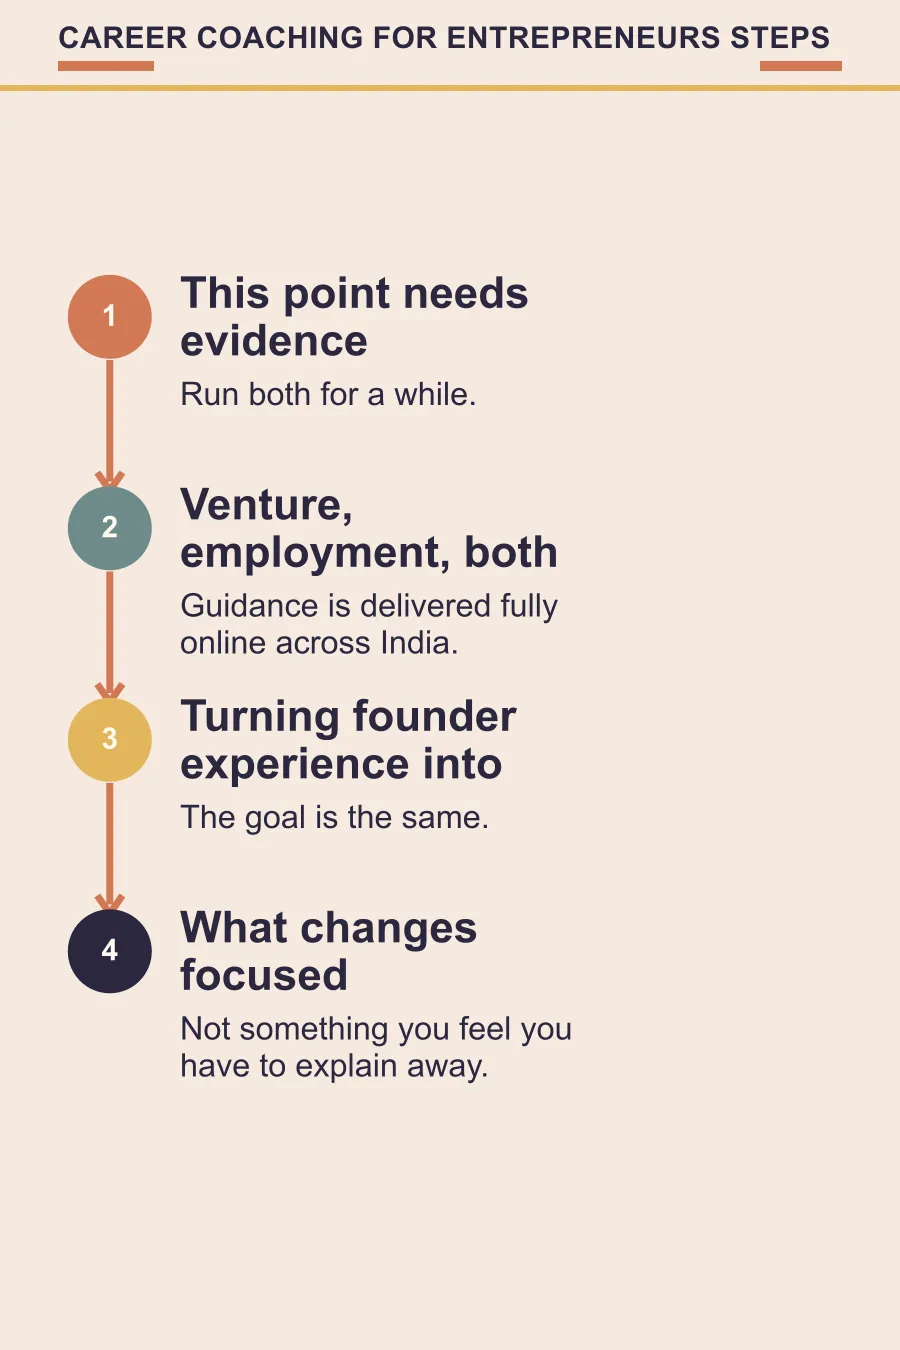 CAREER COACHING FOR ENTREPRENEURS STEPS
1
This point needs
evidence
Run both for a while.
2
Venture,
employment, both
Guidance is delivered fully
online across India.
3
Turning founder
experience into
The goal is the same.
4
What changes
focused
Not something you feel you
have to explain away.